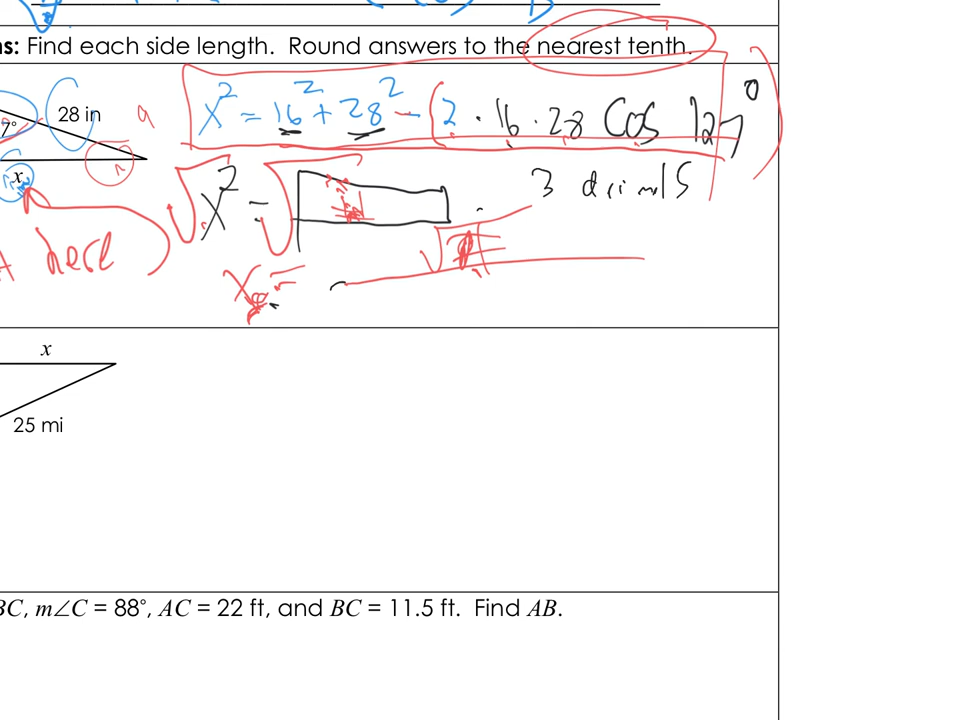 ns: Find each side length. Round answers to the nearest tenth.
7° 28 in a x² = 16² + 28² - (2 · 16 · 28 Cos 127°)
x x² = 3 decimals
here
x =
x
25 mi
BC, m∠C = 88°, AC = 22 ft, and BC = 11.5 ft. Find AB.